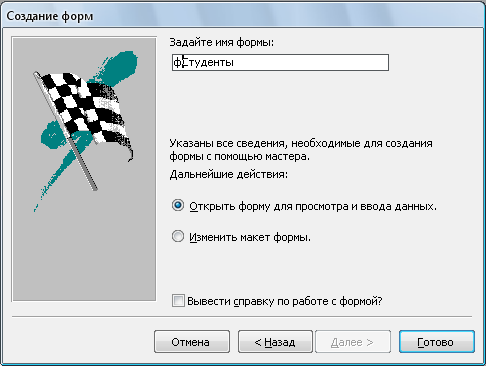 Создание форм
Задайте имя формы:
фСтуденты
Указаны все сведения, необходимые для создания
формы с помощью мастера.
Дальнейшие действия:
Открыть форму для просмотра и ввода данных.
Изменить макет формы.
Вывести справку по работе с формой?
Отмена
< Назад
Далее >
Готово